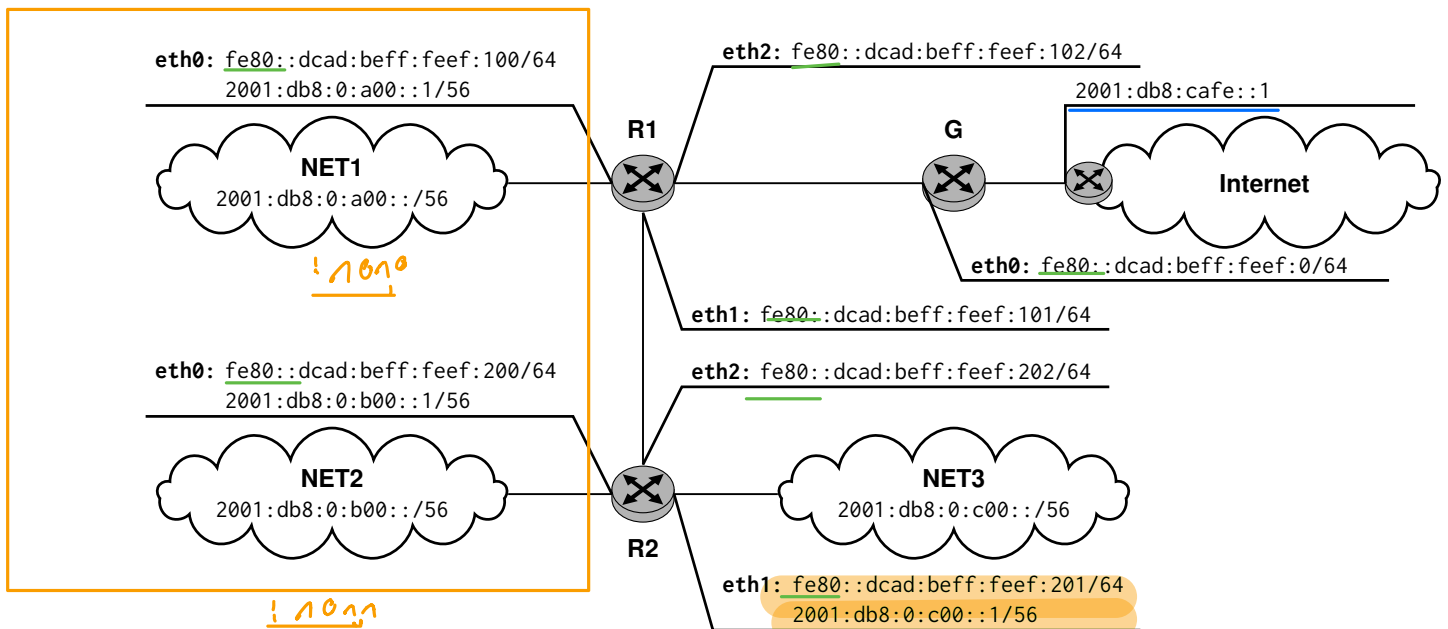 eth0: fe80::dcad:beff:feef:100/64
2001:db8:0:a00::1/56
eth2: fe80::dcad:beff:feef:102/64
2001:db8:cafe::1
R1
G
NET1
2001:db8:0:a00::/56
Internet
! 1010
eth0: fe80::dcad:beff:feef:0/64
eth1: fe80::dcad:beff:feef:101/64
eth0: fe80::dcad:beff:feef:200/64
2001:db8:0:b00::1/56
eth2: fe80::dcad:beff:feef:202/64
NET2
2001:db8:0:b00::/56
NET3
2001:db8:0:c00::/56
R2
eth1: fe80::dcad:beff:feef:201/64
2001:db8:0:c00::1/56
! 1011